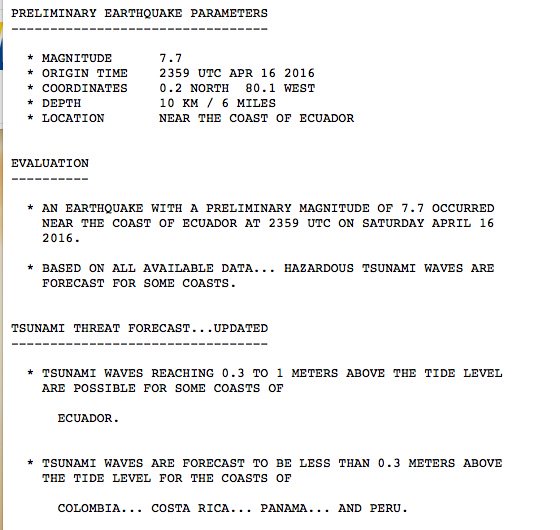 PRELIMINARY EARTHQUAKE PARAMETERS
---------------------------------
* MAGNITUDE 7.7
* ORIGIN TIME 2359 UTC APR 16 2016
* COORDINATES 0.2 NORTH 80.1 WEST
* DEPTH 10 KM / 6 MILES
* LOCATION NEAR THE COAST OF ECUADOR
EVALUATION
----------
* AN EARTHQUAKE WITH A PRELIMINARY MAGNITUDE OF 7.7 OCCURRED
NEAR THE COAST OF ECUADOR AT 2359 UTC ON SATURDAY APRIL 16
2016.
* BASED ON ALL AVAILABLE DATA... HAZARDOUS TSUNAMI WAVES ARE
FORECAST FOR SOME COASTS.
TSUNAMI THREAT FORECAST...UPDATED
---------------------------------
* TSUNAMI WAVES REACHING 0.3 TO 1 METERS ABOVE THE TIDE LEVEL
ARE POSSIBLE FOR SOME COASTS OF
ECUADOR.
* TSUNAMI WAVES ARE FORECAST TO BE LESS THAN 0.3 METERS ABOVE
THE TIDE LEVEL FOR THE COASTS OF
COLOMBIA... COSTA RICA... PANAMA... AND PERU.